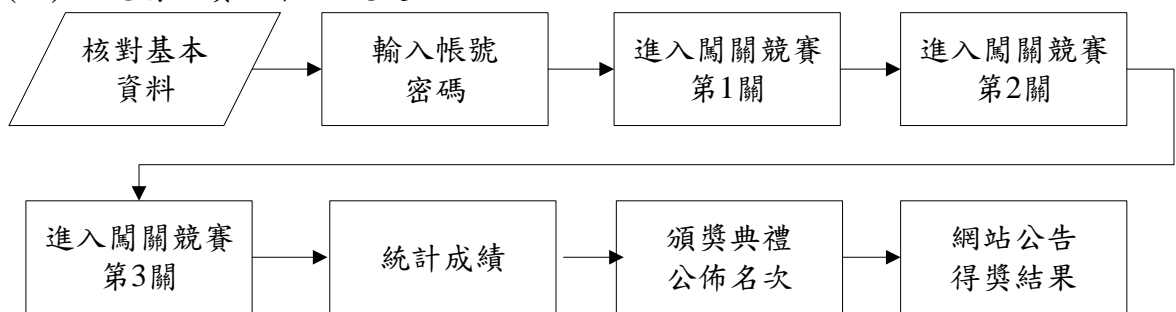 核對基本
資料
輸入帳號
密碼
進入闖關競賽
第1關
進入闖關競賽
第2關
進入闖關競賽
第3關
統計成績
頒獎典禮
公佈名次
網站公告
得獎結果